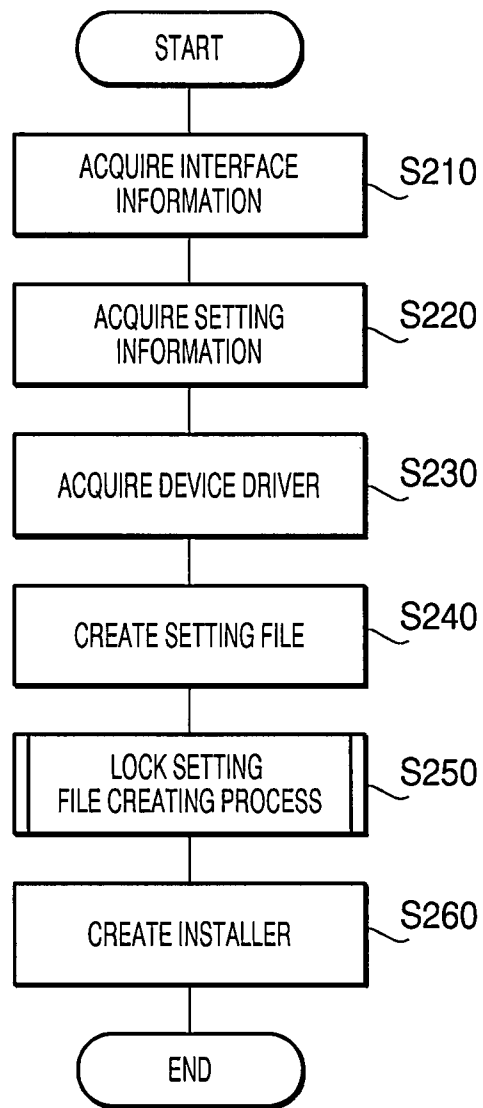 START
ACQUIRE INTERFACE
INFORMATION
S210
ACQUIRE SETTING
INFORMATION
S220
ACQUIRE DEVICE DRIVER
S230
CREATE SETTING FILE
S240
LOCK SETTING
FILE CREATING PROCESS
S250
CREATE INSTALLER
S260
END